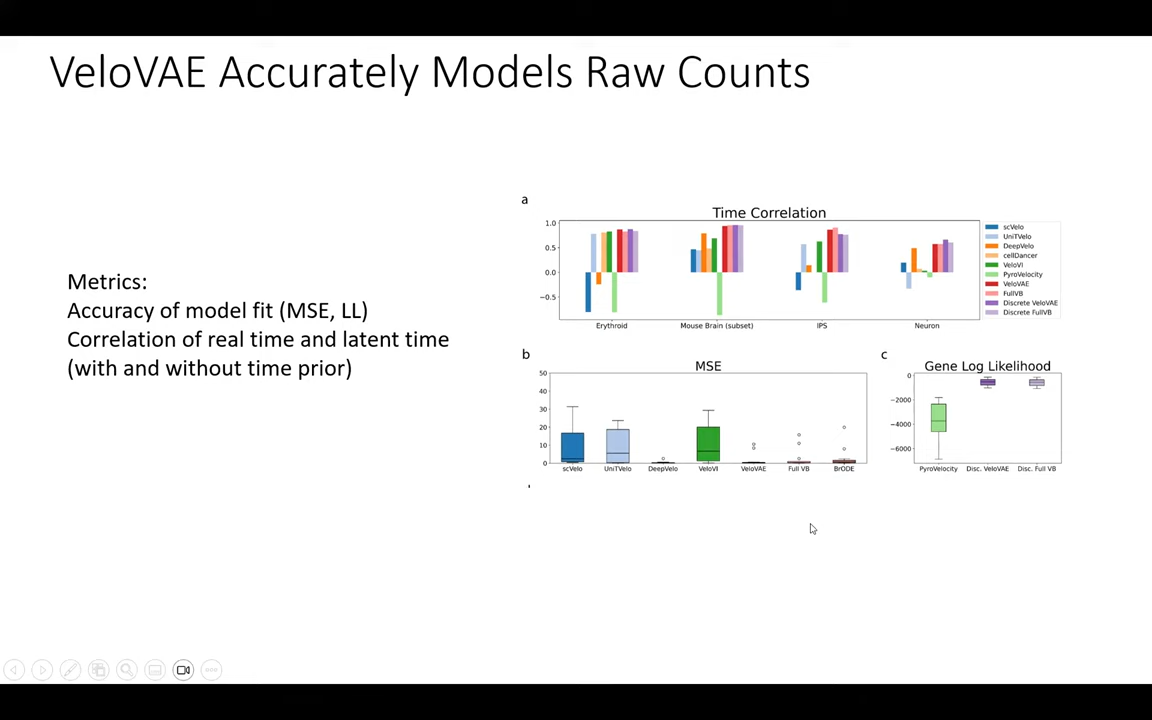 VeloVAE Accurately Models Raw Counts
Metrics:
Accuracy of model fit (MSE, LL)
Correlation of real time and latent time
(with and without time prior)
a
Time Correlation
1.0
0.5
0.0
−0.5
Erythroid Mouse Brain (subset) IPS Neuron
scVelo
UniTVelo
DeepVelo
cellDancer
VeloVI
PyroVelocity
VeloVAE
FullVB
Discrete VeloVAE
Discrete FullVB
b
MSE
50
40
30
20
10
0
scVelo UniTVelo DeepVelo VeloVI VeloVAE Full VB BrODE
c
Gene Log Likelihood
0
−2000
−4000
−6000
PyroVelocity Disc. VeloVAE Disc. Full VB